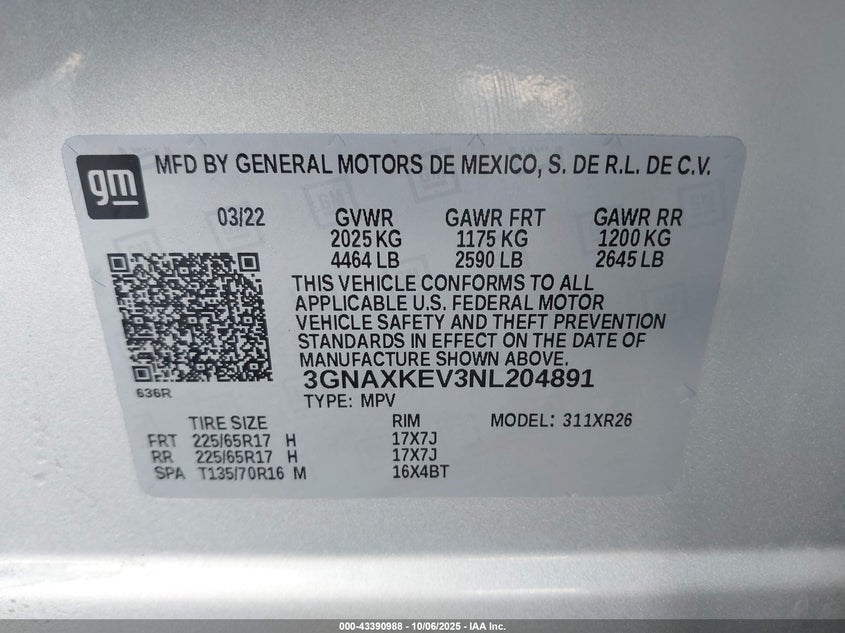 gm
MFD BY GENERAL MOTORS DE MEXICO, S. DE R.L. DE C.V.
03/22 GVWR GAWR FRT GAWR RR
2025 KG 1175 KG 1200 KG
4464 LB 2590 LB 2645 LB
THIS VEHICLE CONFORMS TO ALL
APPLICABLE U.S. FEDERAL MOTOR
VEHICLE SAFETY AND THEFT PREVENTION
STANDARDS IN EFFECT ON THE DATE OF
MANUFACTURE SHOWN ABOVE.
3GNAXKEV3NL204891
636R
TYPE: MPV
TIRE SIZE RIM MODEL: 311XR26
FRT 225/65R17 H 17X7J
RR 225/65R17 H 17X7J
SPA T135/70R16 M 16X4BT
000-43390988 - 10/06/2025 - IAA Inc.